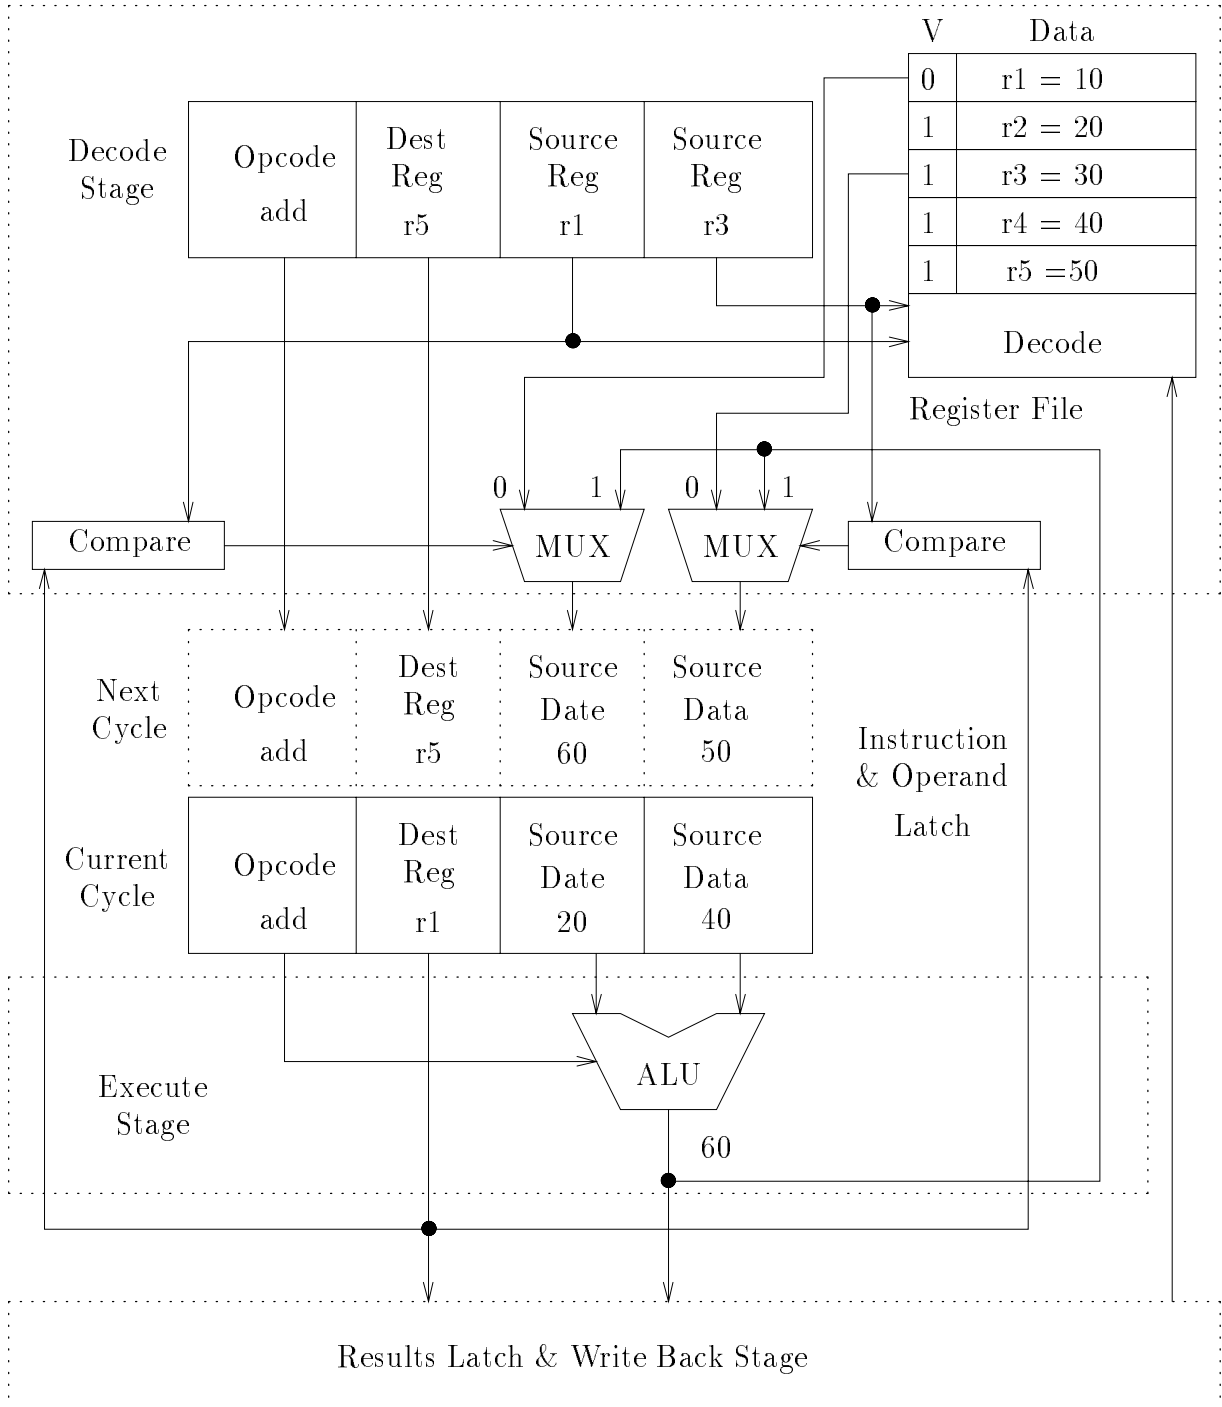 V Data
0 r1 = 10
1 r2 = 20
1 r3 = 30
1 r4 = 40
1 r5 =50
Decode
Register File
Decode
Stage
Opcode
add
Dest
Reg
r5
Source
Reg
r1
Source
Reg
r3
0 1
0 1
Compare
MUX
MUX
Compare
Next
Cycle
Opcode
add
Dest
Reg
r5
Source
Date
60
Source
Data
50
Instruction
& Operand
Latch
Current
Cycle
Opcode
add
Dest
Reg
r1
Source
Date
20
Source
Data
40
Execute
Stage
ALU
60
Results Latch & Write Back Stage